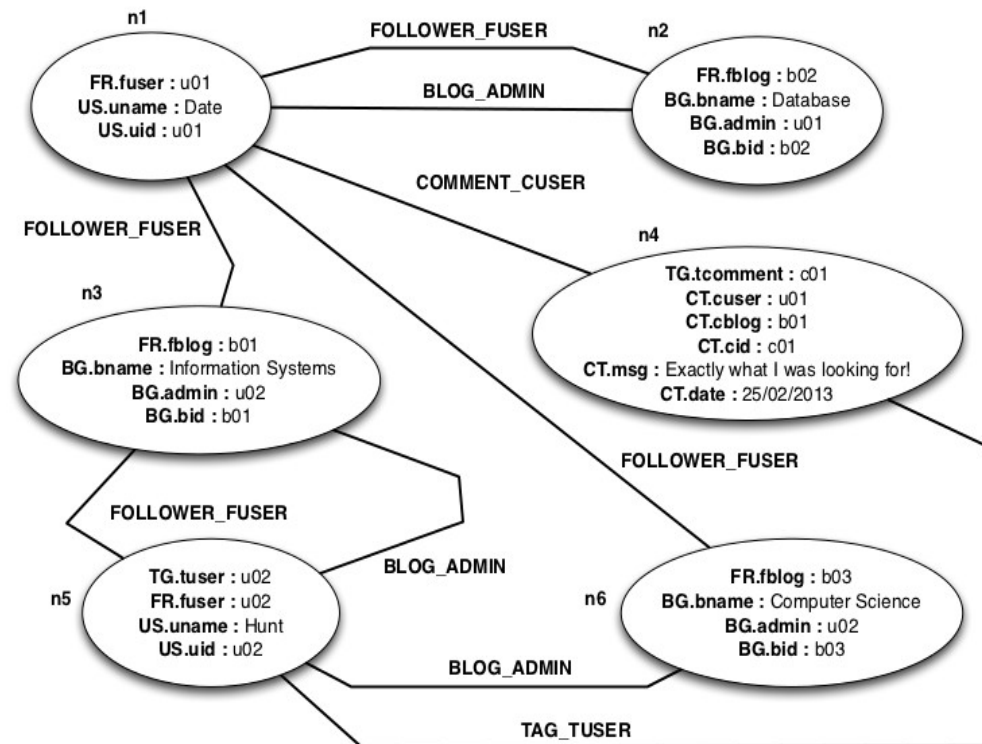 n1
FR.fuser : u01
US.uname : Date
US.uid : u01
FOLLOWER_FUSER
BLOG_ADMIN
n2
FR.fblog : b02
BG.bname : Database
BG.admin : u01
BG.bid : b02
COMMENT_CUSER
FOLLOWER_FUSER
n4
TG.tcomment : c01
CT.cuser : u01
CT.cblog : b01
CT.cid : c01
CT.msg : Exactly what I was looking for!
CT.date : 25/02/2013
n3
FR.fblog : b01
BG.bname : Information Systems
BG.admin : u02
BG.bid : b01
FOLLOWER_FUSER
FOLLOWER_FUSER
BLOG_ADMIN
n5
TG.tuser : u02
FR.fuser : u02
US.uname : Hunt
US.uid : u02
n6
FR.fblog : b03
BG.bname : Computer Science
BG.admin : u02
BG.bid : b03
BLOG_ADMIN
TAG_TUSER